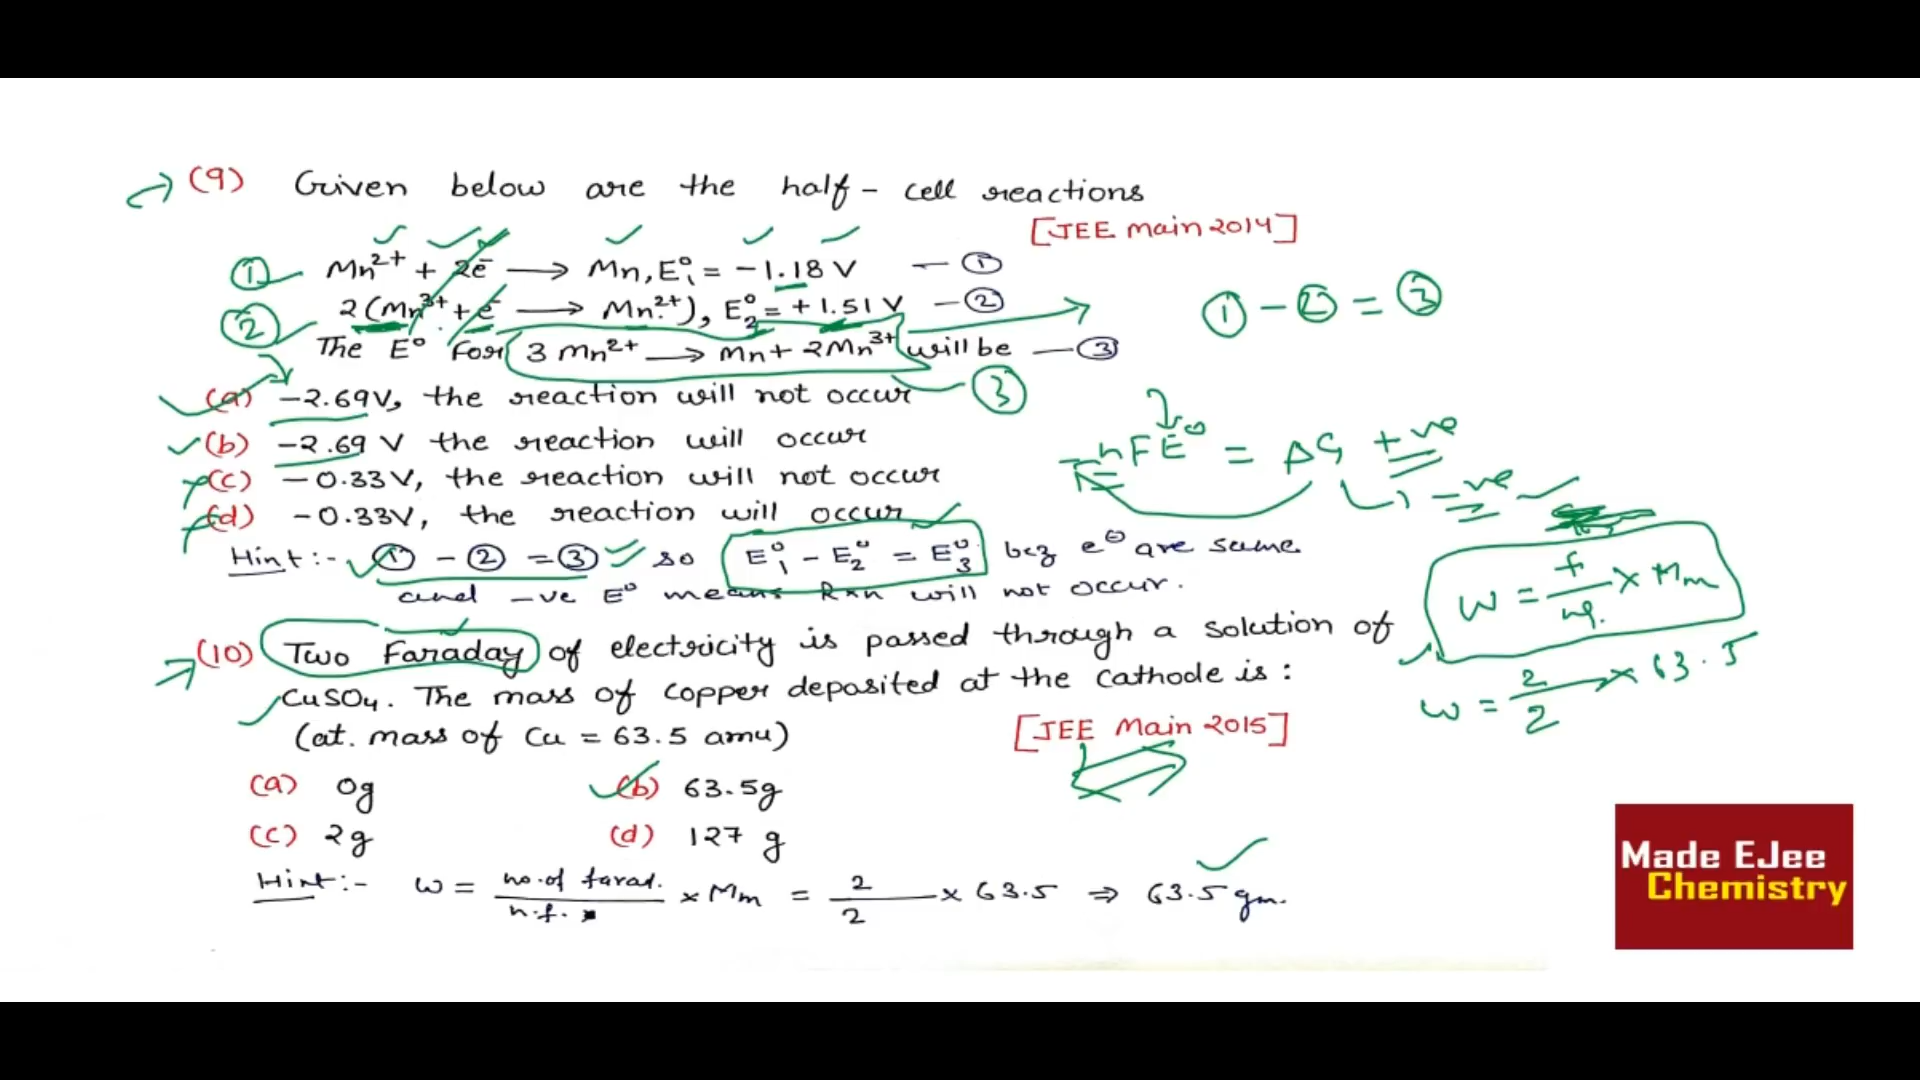 (9) Given below are the half-cell reactions
[JEE main 2014]
① Mn²⁺ + 2e⁻ → Mn, E₁° = -1.18 V — ①
② 2(Mn³⁺ + e⁻ → Mn²⁺), E₂° = +1.51 V — ②
① - ② = ③
The E° for 3 Mn²⁺ → Mn + 2Mn³⁺ will be — ③
③
(a) -2.69V, the reaction will not occur
(b) -2.69 V the reaction will occur
(c) -0.33V, the reaction will not occur
(d) -0.33V, the reaction will occur
-nFE° = ΔG +ve
-ve
Hint:- ① - ② = ③ so E₁° - E₂° = E₃° bcz e⊖ are same
and -ve E° means Rxn will not occur.
W = f/nf. × Mm
(10) Two Faraday of electricity is passed through a solution of
CuSO₄. The mass of copper deposited at the cathode is:
(at. mass of Cu = 63.5 amu)
[JEE Main 2015]
w = 2/2 × 63.5
(a) 0g (b) 63.5g
(c) 2g (d) 127 g
Hint:- w = no. of farad./n.f. × Mm = 2/2 × 63.5 ⇒ 63.5 gm.
Made EJee
Chemistry